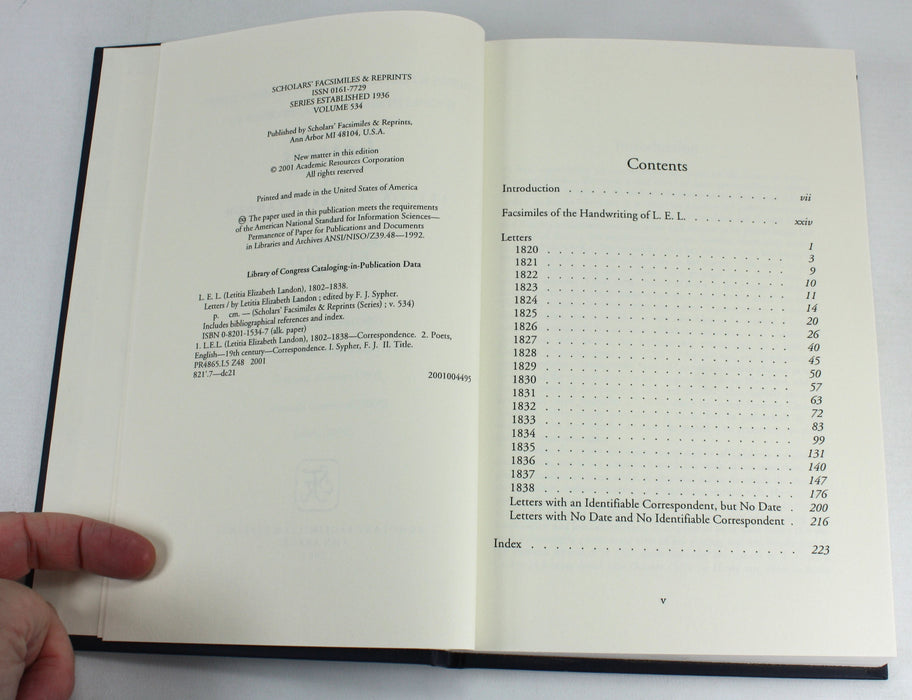 SCHOLARS' FACSIMILES & REPRINTS
ISSN 0161-7729
SERIES ESTABLISHED 1936
VOLUME 534
Published by Scholars' Facsimiles & Reprints,
Ann Arbor MI 48104, U.S.A.
New matter in this edition
© 2001 Academic Resources Corporation
All rights reserved
Printed and made in the United States of America
The paper used in this publication meets the requirements
of the American National Standard for Information Sciences—
Permanence of Paper for Publications and Documents
in Libraries and Archives ANSI/NISO/Z39.48—1992.
Library of Congress Cataloging-in-Publication Data
L. E. L. (Letitia Elizabeth Landon), 1802–1838.
Letters / by Letitia Elizabeth Landon ; edited by F. J. Sypher.
p. cm. — (Scholars' Facsimiles & Reprints (Series) ; v. 534)
Includes bibliographical references and index.
ISBN 0-8201-1534-7 (alk. paper)
1. L.E.L. (Letitia Elizabeth Landon), 1802–1838—Correspondence. 2. Poets,
English—19th century—Correspondence. I. Sypher, F. J. II. Title.
PR4865.L5 Z48 2001
821'.7—dc21 2001004495
Contents
Introduction . . . . . . . . . . . . . . . . vii
Facsimiles of the Handwriting of L. E. L. . . . . . . . . xxiv
Letters
1820 . . . . . . . . . . . . . . . . . . 1
1821 . . . . . . . . . . . . . . . . . . 3
1822 . . . . . . . . . . . . . . . . . . 9
1823 . . . . . . . . . . . . . . . . . . 10
1824 . . . . . . . . . . . . . . . . . . 11
1825 . . . . . . . . . . . . . . . . . . 14
1826 . . . . . . . . . . . . . . . . . . 20
1827 . . . . . . . . . . . . . . . . . . 26
1828 . . . . . . . . . . . . . . . . . . 40
1829 . . . . . . . . . . . . . . . . . . 45
1830 . . . . . . . . . . . . . . . . . . 50
1831 . . . . . . . . . . . . . . . . . . 57
1832 . . . . . . . . . . . . . . . . . . 63
1833 . . . . . . . . . . . . . . . . . . 72
1834 . . . . . . . . . . . . . . . . . . 83
1835 . . . . . . . . . . . . . . . . . . 99
1836 . . . . . . . . . . . . . . . . . . 131
1837 . . . . . . . . . . . . . . . . . . 140
1838 . . . . . . . . . . . . . . . . . . 147
176
Letters with an Identifiable Correspondent, but No Date . 200
Letters with No Date and No Identifiable Correspondent . 216
Index . . . . . . . . . . . . . . . . . . 223
v